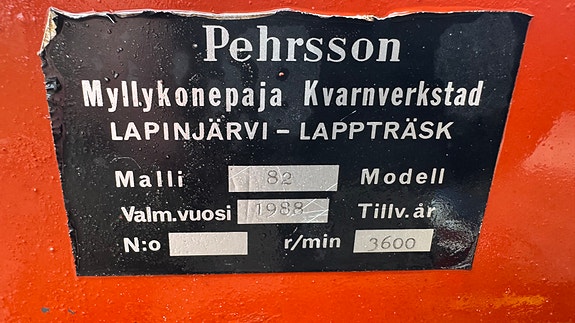 Pehrsson
Myllykonepaja Kvarnverkstad
LAPINJÄRVI – LAPPTRÄSK
Malli 82 Modell
Valm.vuosi 1988 Tillv.år
N:o r/min 3600